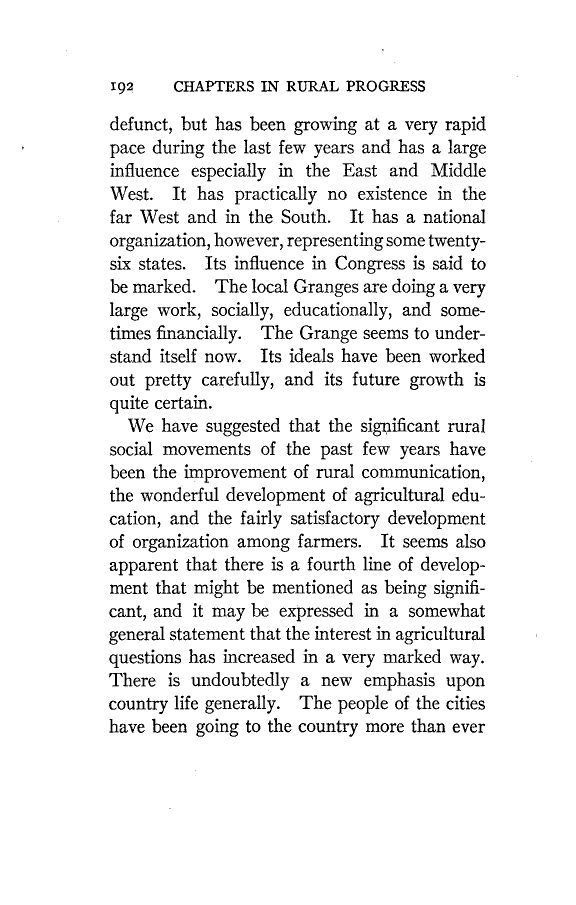 192 CHAPTERS IN RURAL PROGRESS
defunct, but has been growing at a very rapid
pace during the last few years and has a large
influence especially in the East and Middle
West. It has practically no existence in the
far West and in the South. It has a national
organization, however, representing some twenty-
six states. Its influence in Congress is said to
be marked. The local Granges are doing a very
large work, socially, educationally, and some-
times financially. The Grange seems to under-
stand itself now. Its ideals have been worked
out pretty carefully, and its future growth is
quite certain.
We have suggested that the significant rural
social movements of the past few years have
been the improvement of rural communication,
the wonderful development of agricultural edu-
cation, and the fairly satisfactory development
of organization among farmers. It seems also
apparent that there is a fourth line of develop-
ment that might be mentioned as being signifi-
cant, and it may be expressed in a somewhat
general statement that the interest in agricultural
questions has increased in a very marked way.
There is undoubtedly a new emphasis upon
country life generally. The people of the cities
have been going to the country more than ever